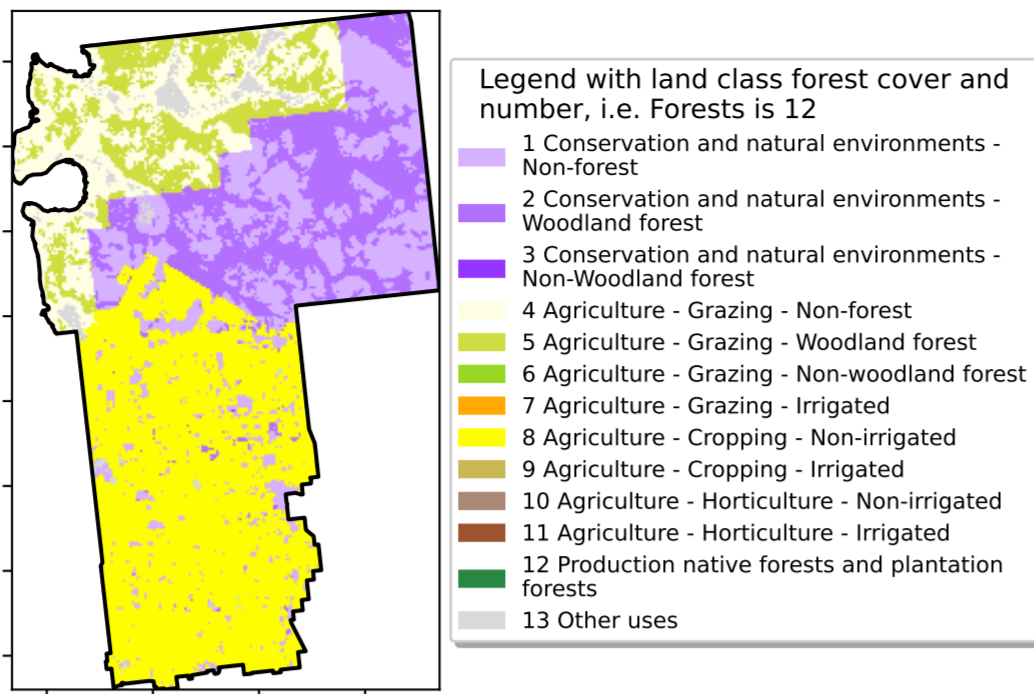 Legend with land class forest cover and
number, i.e. Forests is 12
1 Conservation and natural environments -
Non-forest
2 Conservation and natural environments -
Woodland forest
3 Conservation and natural environments -
Non-Woodland forest
4 Agriculture - Grazing - Non-forest
5 Agriculture - Grazing - Woodland forest
6 Agriculture - Grazing - Non-woodland forest
7 Agriculture - Grazing - Irrigated
8 Agriculture - Cropping - Non-irrigated
9 Agriculture - Cropping - Irrigated
10 Agriculture - Horticulture - Non-irrigated
11 Agriculture - Horticulture - Irrigated
12 Production native forests and plantation
forests
13 Other uses